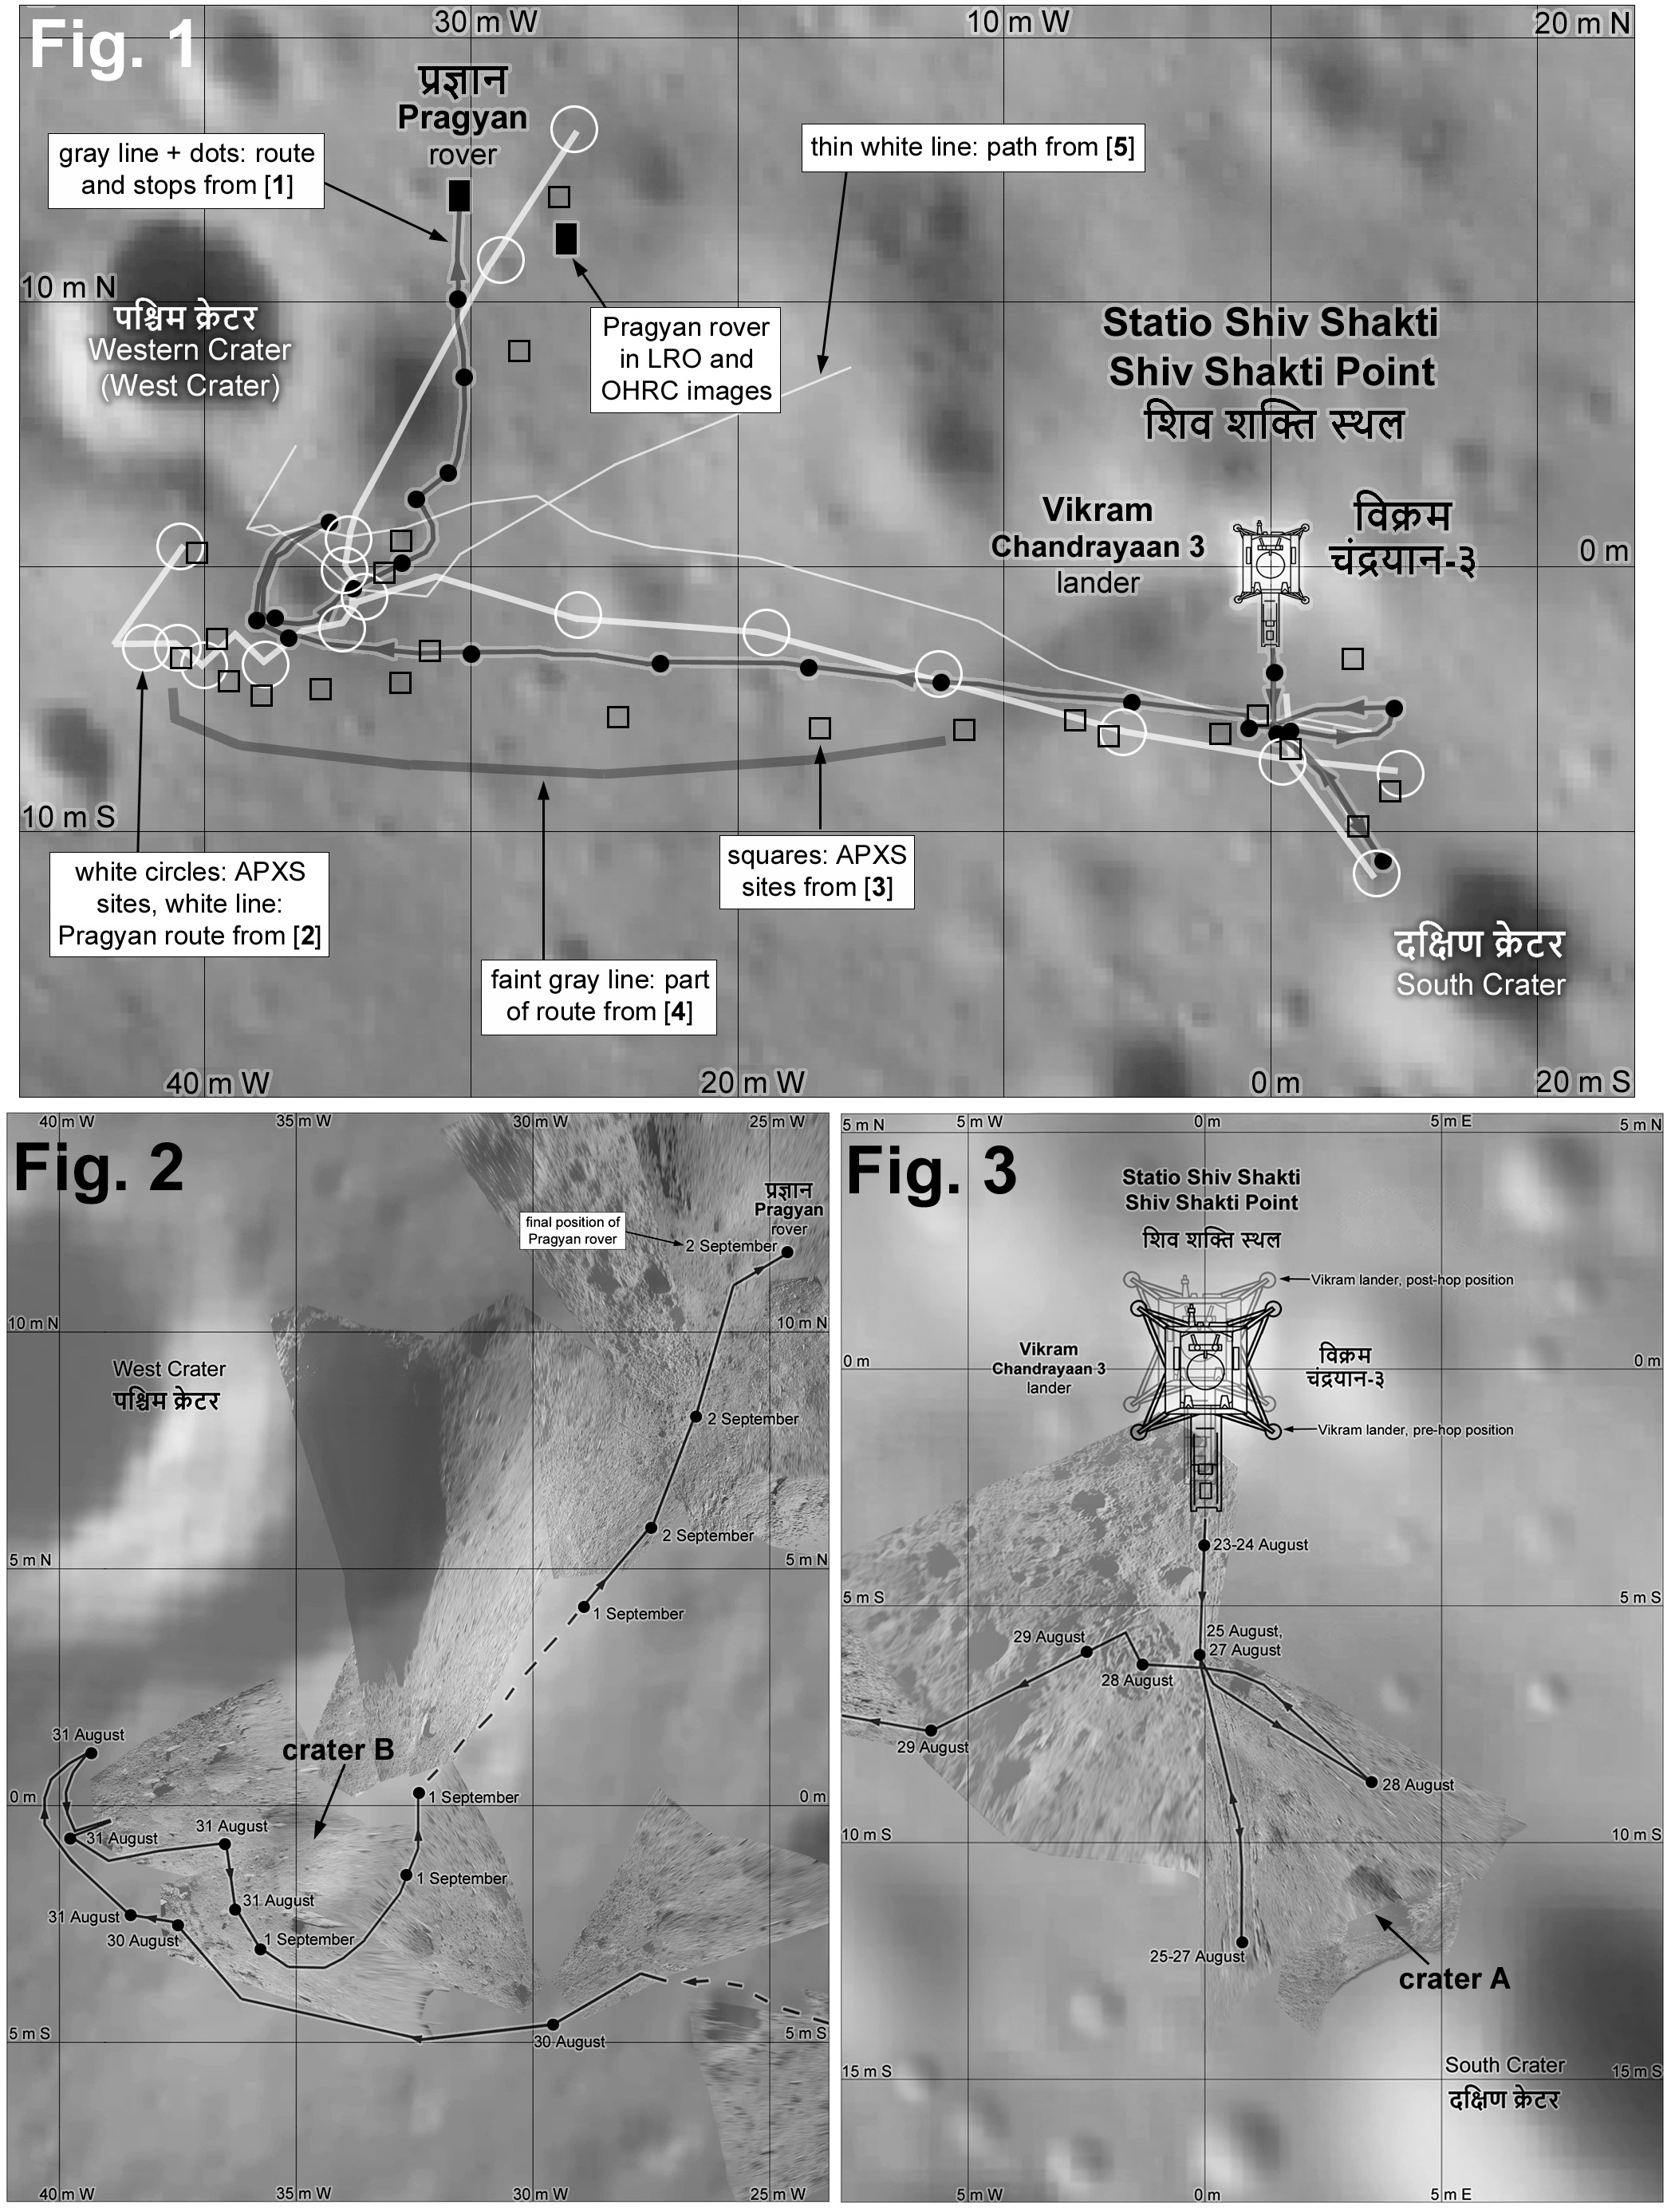 Fig. 1
30 m W
10 m W
20 m N
प्रज्ञान
Pragyan
rover
gray line + dots: route
and stops from [1]
thin white line: path from [5]
10 m N
पश्चिम क्रेटर
Western Crater
(West Crater)
Pragyan rover
in LRO and
OHRC images
Statio Shiv Shakti
Shiv Shakti Point
शिव शक्ति स्थल
Vikram
Chandrayaan 3
lander
विक्रम
चंद्रयान-३
0 m
10 m S
white circles: APXS
sites, white line:
Pragyan route from [2]
squares: APXS
sites from [3]
faint gray line: part
of route from [4]
दक्षिण क्रेटर
South Crater
40 m W
20 m W
0 m
20 m S
Fig. 2
40 m W
35 m W
30 m W
25 m W
प्रज्ञान
Pragyan
rover
final position of
Pragyan rover
2 September
10 m N
10 m N
West Crater
पश्चिम क्रेटर
2 September
2 September
5 m N
5 m N
1 September
31 August
crater B
0 m
0 m
1 September
31 August
31 August
1 September
31 August
31 August
30 August
1 September
5 m S
5 m S
30 August
40 m W
35 m W
30 m W
25 m W
Fig. 3
5 m N
5 m W
0 m
5 m E
5 m N
Statio Shiv Shakti
Shiv Shakti Point
शिव शक्ति स्थल
Vikram lander, post-hop position
Vikram
Chandrayaan 3
lander
विक्रम
चंद्रयान-३
0 m
0 m
Vikram lander, pre-hop position
23-24 August
5 m S
5 m S
25 August,
27 August
29 August
28 August
29 August
28 August
10 m S
10 m S
25-27 August
crater A
South Crater
दक्षिण क्रेटर
15 m S
15 m S
5 m W
0 m
5 m E